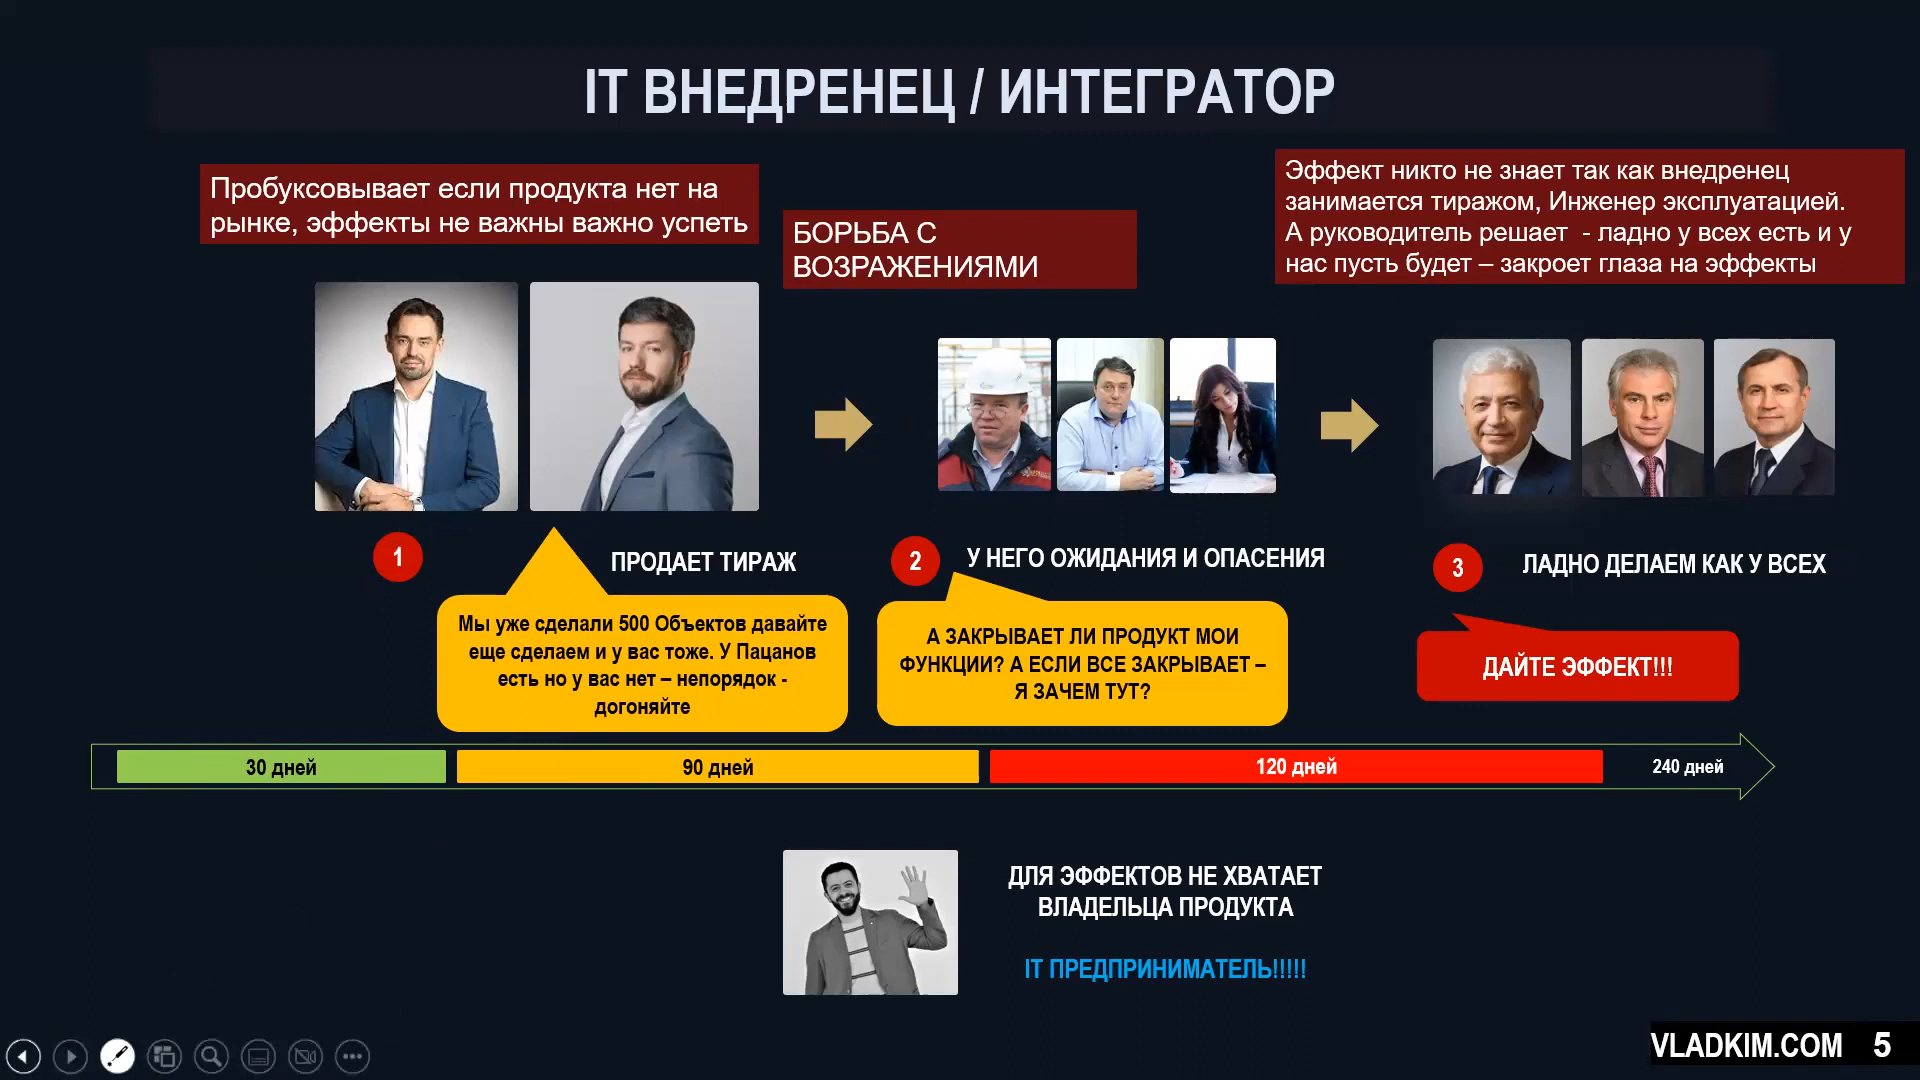 IT ВНЕДРЕНЕЦ / ИНТЕГРАТОР
Пробуксовывает если продукта нет на
рынке, эффекты не важны важно успеть
БОРЬБА С
ВОЗРАЖЕНИЯМИ
Эффект никто не знает так как внедренец
занимается тиражом, Инженер эксплуатацией.
А руководитель решает - ладно у всех есть и у
нас пусть будет – закроет глаза на эффекты
1
ПРОДАЕТ ТИРАЖ
Мы уже сделали 500 Объектов давайте
еще сделаем и у вас тоже. У Пацанов
есть но у вас нет – непорядок -
догоняйте
2
У НЕГО ОЖИДАНИЯ И ОПАСЕНИЯ
А ЗАКРЫВАЕТ ЛИ ПРОДУКТ МОИ
ФУНКЦИИ? А ЕСЛИ ВСЕ ЗАКРЫВАЕТ –
Я ЗАЧЕМ ТУТ?
3
ЛАДНО ДЕЛАЕМ КАК У ВСЕХ
ДАЙТЕ ЭФФЕКТ!!!
30 дней
90 дней
120 дней
240 дней
ДЛЯ ЭФФЕКТОВ НЕ ХВАТАЕТ
ВЛАДЕЛЬЦА ПРОДУКТА
IT ПРЕДПРИНИМАТЕЛЬ!!!!!
VLADKIM.COM 5